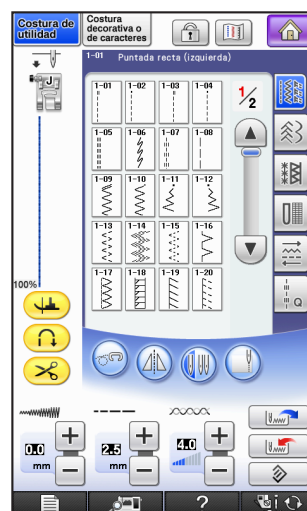 Costura de
utilidad
Costura
decorativa o
de caracteres
1-01 Puntada recta (izquierda)
J
1-01 1-02 1-03 1-04
1/2
1-05 1-06 1-07 1-08
1-09 1-10 1-11 1-12
1-13 1-14 1-15 1-16
1-17 1-18 1-19 1-20
100%
0.0
mm
2.5
mm
4.0
?